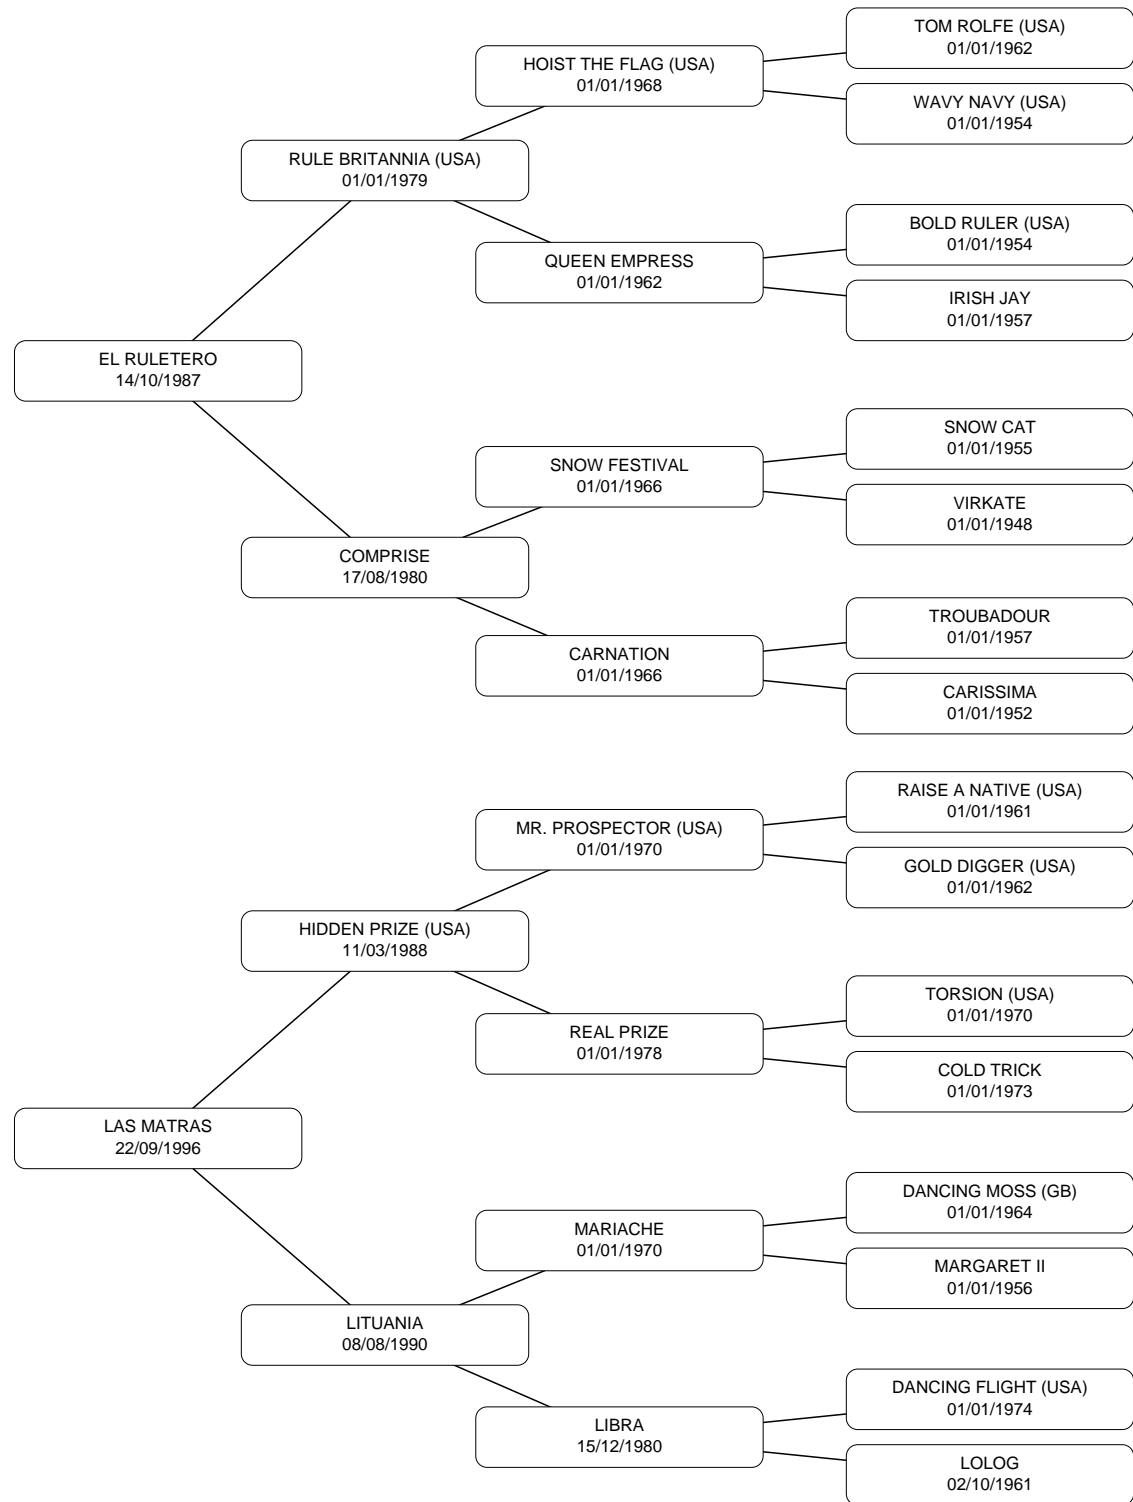 TOM ROLFE (USA)
01/01/1962
HOIST THE FLAG (USA)
01/01/1968
WAVY NAVY (USA)
01/01/1954
RULE BRITANNIA (USA)
01/01/1979
BOLD RULER (USA)
01/01/1954
QUEEN EMPRESS
01/01/1962
IRISH JAY
01/01/1957
EL RULETERO
14/10/1987
SNOW CAT
01/01/1955
SNOW FESTIVAL
01/01/1966
VIRKATE
01/01/1948
COMPRISE
17/08/1980
TROUBADOUR
01/01/1957
CARNATION
01/01/1966
CARISSIMA
01/01/1952
RAISE A NATIVE (USA)
01/01/1961
MR. PROSPECTOR (USA)
01/01/1970
GOLD DIGGER (USA)
01/01/1962
HIDDEN PRIZE (USA)
11/03/1988
TORSION (USA)
01/01/1970
REAL PRIZE
01/01/1978
COLD TRICK
01/01/1973
LAS MATRAS
22/09/1996
DANCING MOSS (GB)
01/01/1964
MARIACHE
01/01/1970
MARGARET II
01/01/1956
LITUANIA
08/08/1990
DANCING FLIGHT (USA)
01/01/1974
LIBRA
15/12/1980
LOLOG
02/10/1961